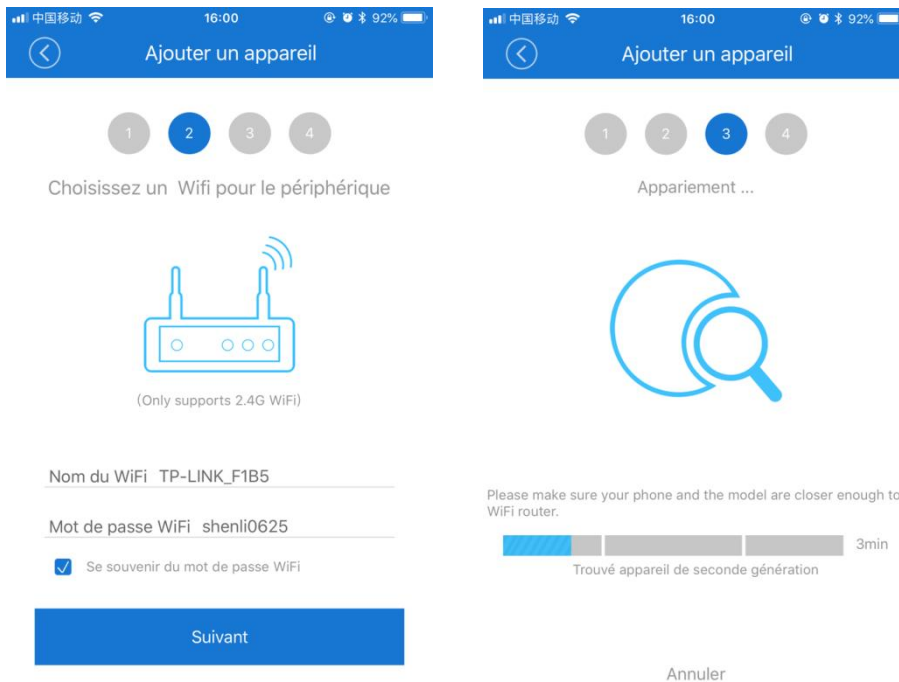 中国移动 16:00 92%
Ajouter un appareil
1 2 3 4
Choisissez un Wifi pour le périphérique
(Only supports 2.4G WiFi)
Nom du WiFi TP-LINK_F1B5
Mot de passe WiFi shenli0625
Se souvenir du mot de passe WiFi
Suivant
中国移动 16:00 92%
Ajouter un appareil
1 2 3 4
Appariement ...
Please make sure your phone and the model are closer enough to
WiFi router.
3min
Trouvé appareil de seconde génération
Annuler